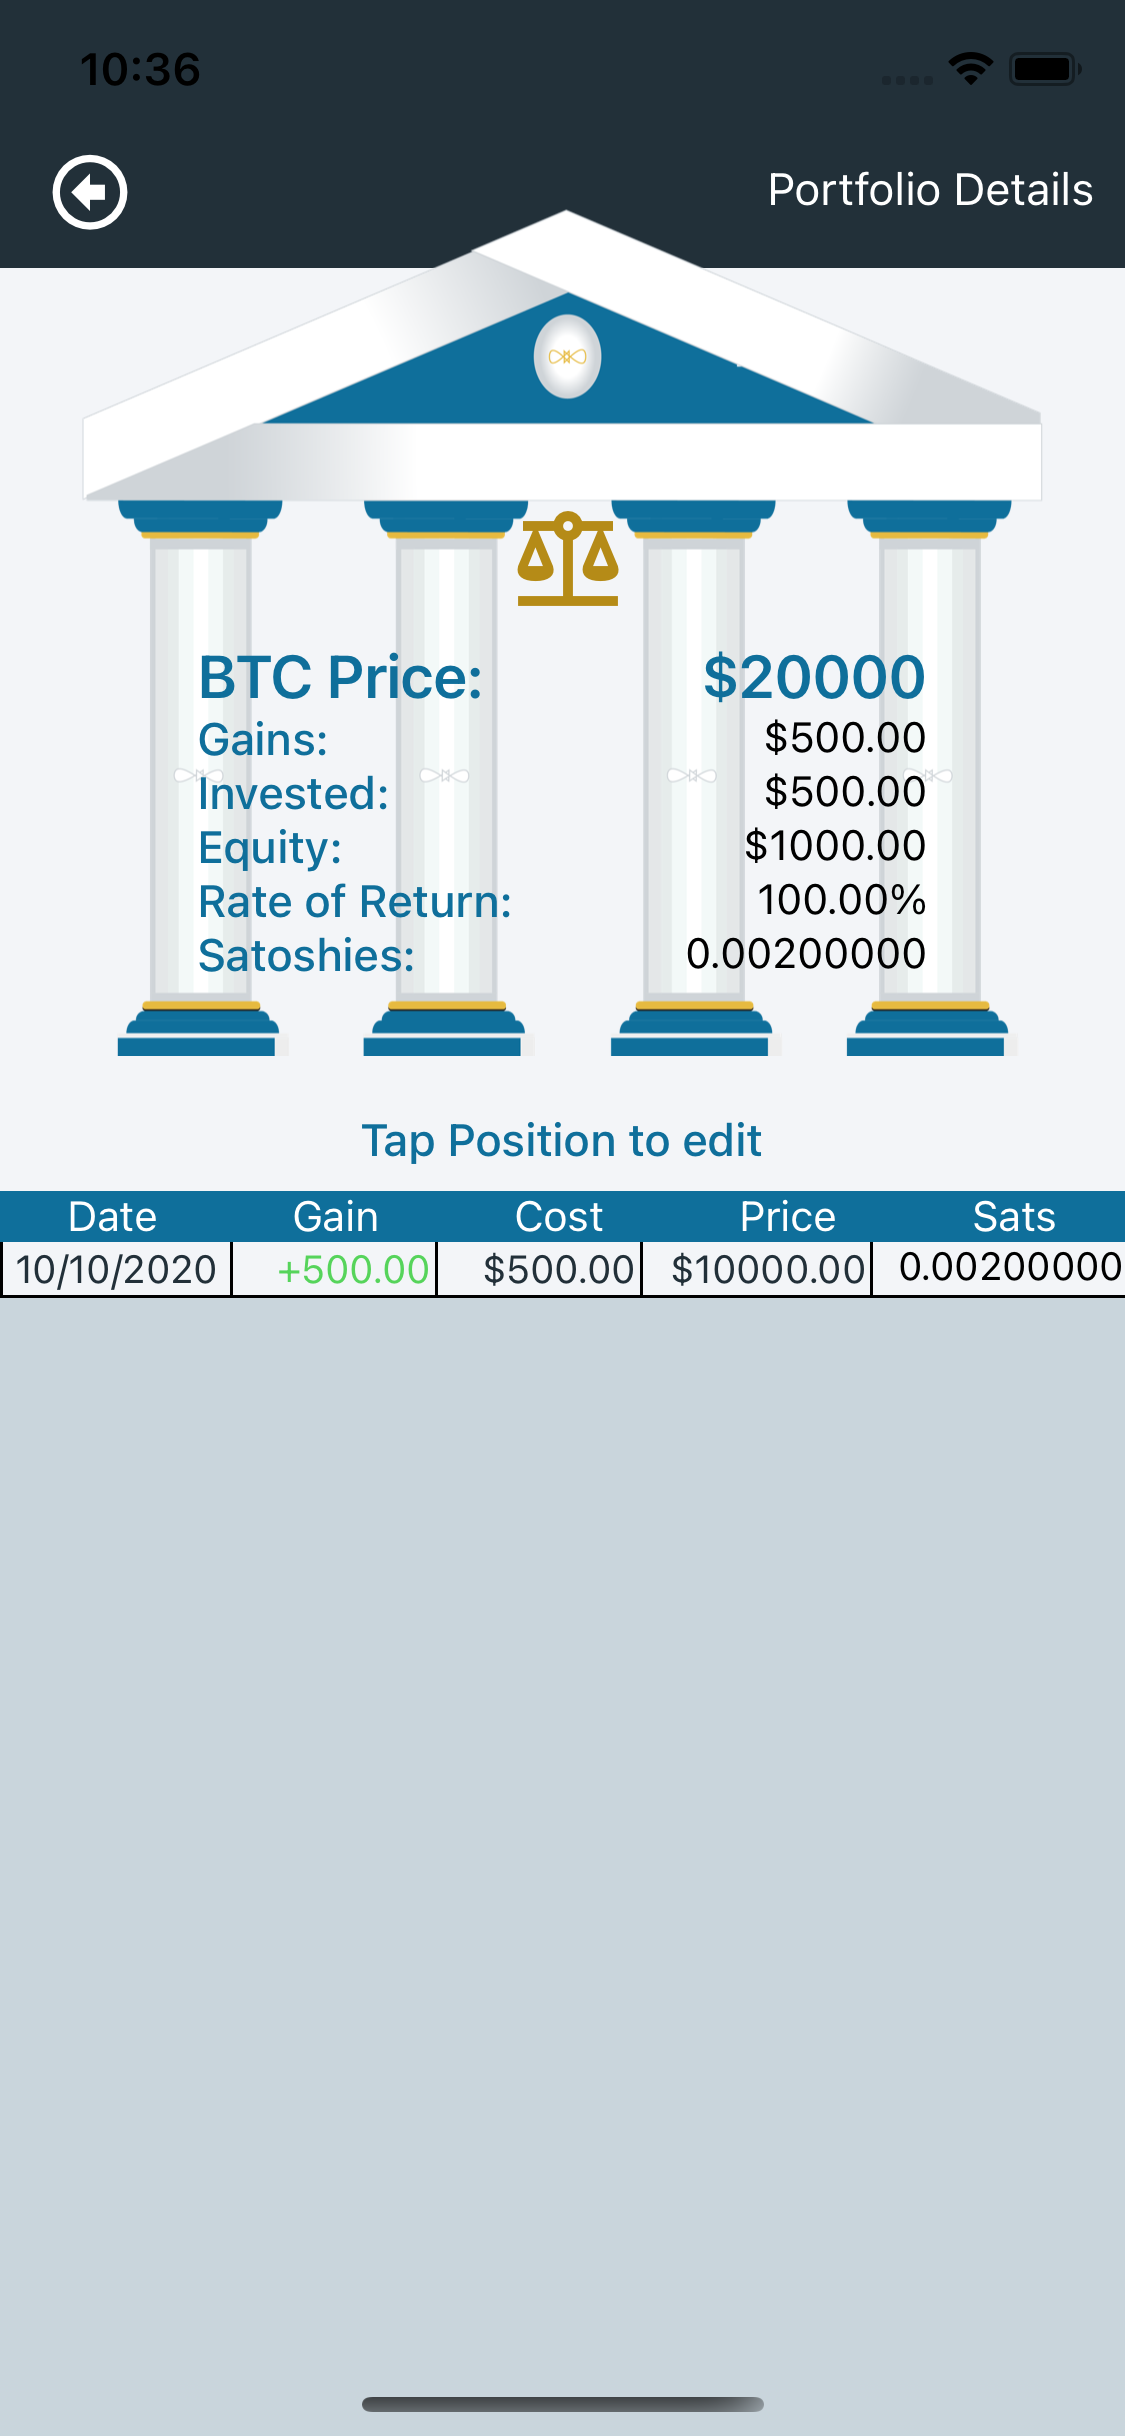 10:36
Portfolio Details
BTC Price: $20000
Gains: $500.00
Invested: $500.00
Equity: $1000.00
Rate of Return: 100.00%
Satoshies: 0.00200000
Tap Position to edit
Date Gain Cost Price Sats
10/10/2020 +500.00 $500.00 $10000.00 0.00200000